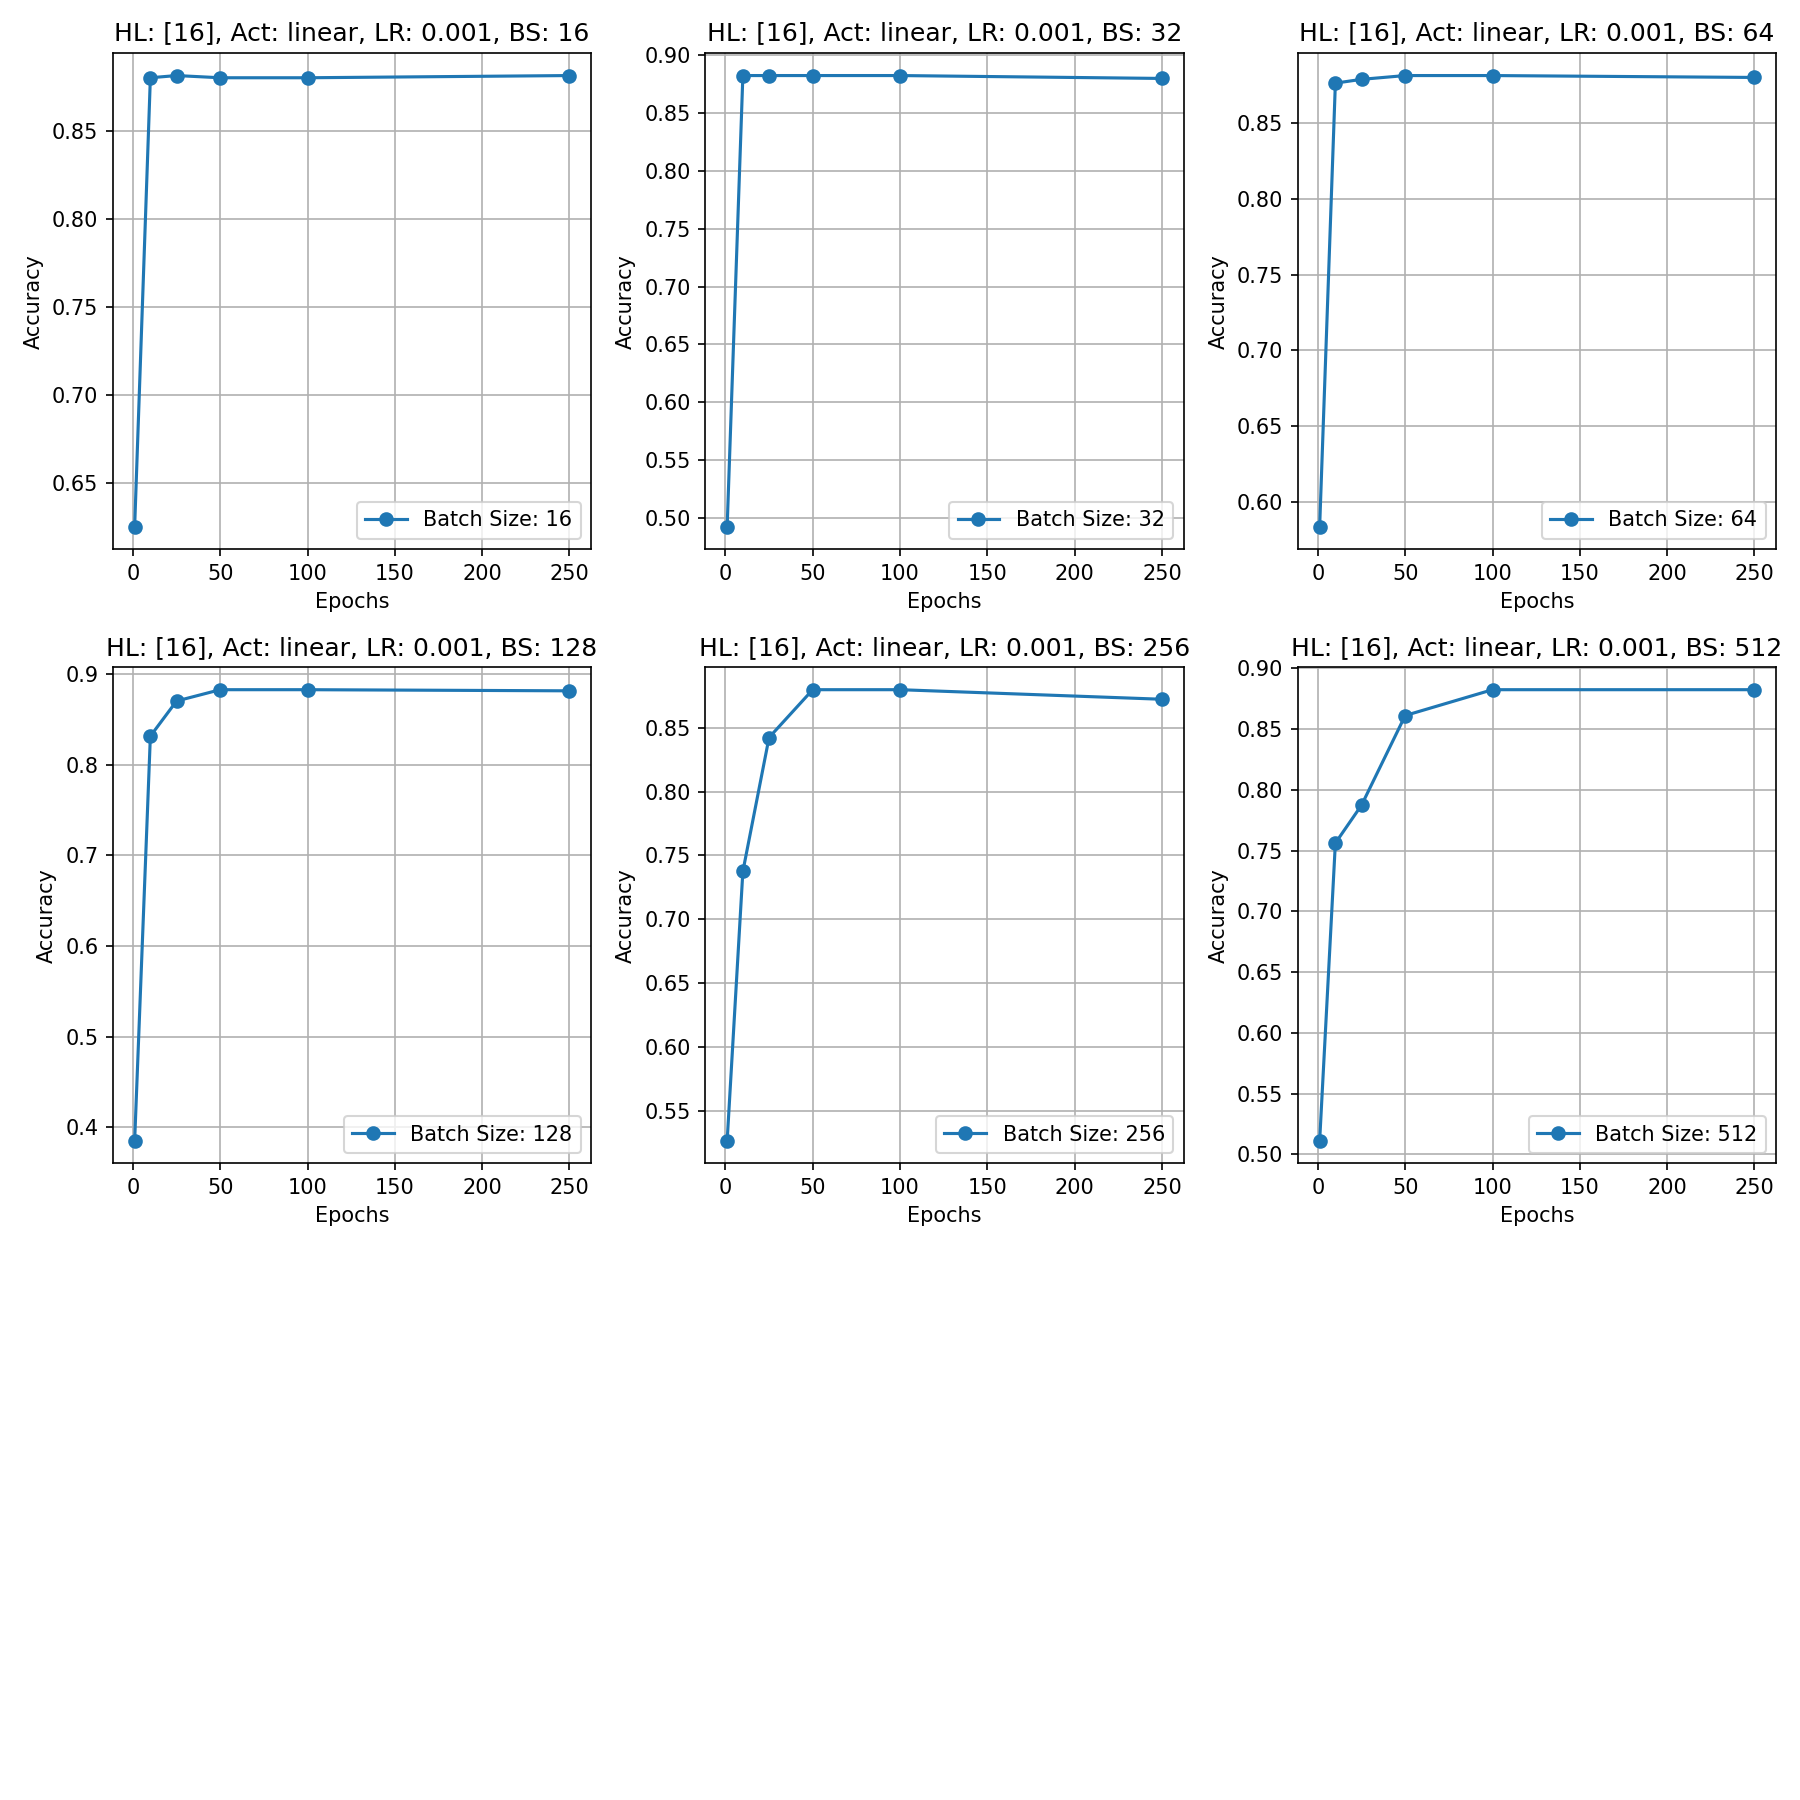 HL: [16], Act: linear, LR: 0.001, BS: 16
0.85
0.80
0.75
0.70
0.65
Accuracy
Batch Size: 16
0 50 100 150 200 250
Epochs
HL: [16], Act: linear, LR: 0.001, BS: 32
0.90
0.85
0.80
0.75
0.70
0.65
0.60
0.55
0.50
Accuracy
Batch Size: 32
0 50 100 150 200 250
Epochs
HL: [16], Act: linear, LR: 0.001, BS: 64
0.85
0.80
0.75
0.70
0.65
0.60
Accuracy
Batch Size: 64
0 50 100 150 200 250
Epochs
HL: [16], Act: linear, LR: 0.001, BS: 128
0.9
0.8
0.7
0.6
0.5
0.4
Accuracy
Batch Size: 128
0 50 100 150 200 250
Epochs
HL: [16], Act: linear, LR: 0.001, BS: 256
0.85
0.80
0.75
0.70
0.65
0.60
0.55
Accuracy
Batch Size: 256
0 50 100 150 200 250
Epochs
HL: [16], Act: linear, LR: 0.001, BS: 512
0.90
0.85
0.80
0.75
0.70
0.65
0.60
0.55
0.50
Accuracy
Batch Size: 512
0 50 100 150 200 250
Epochs